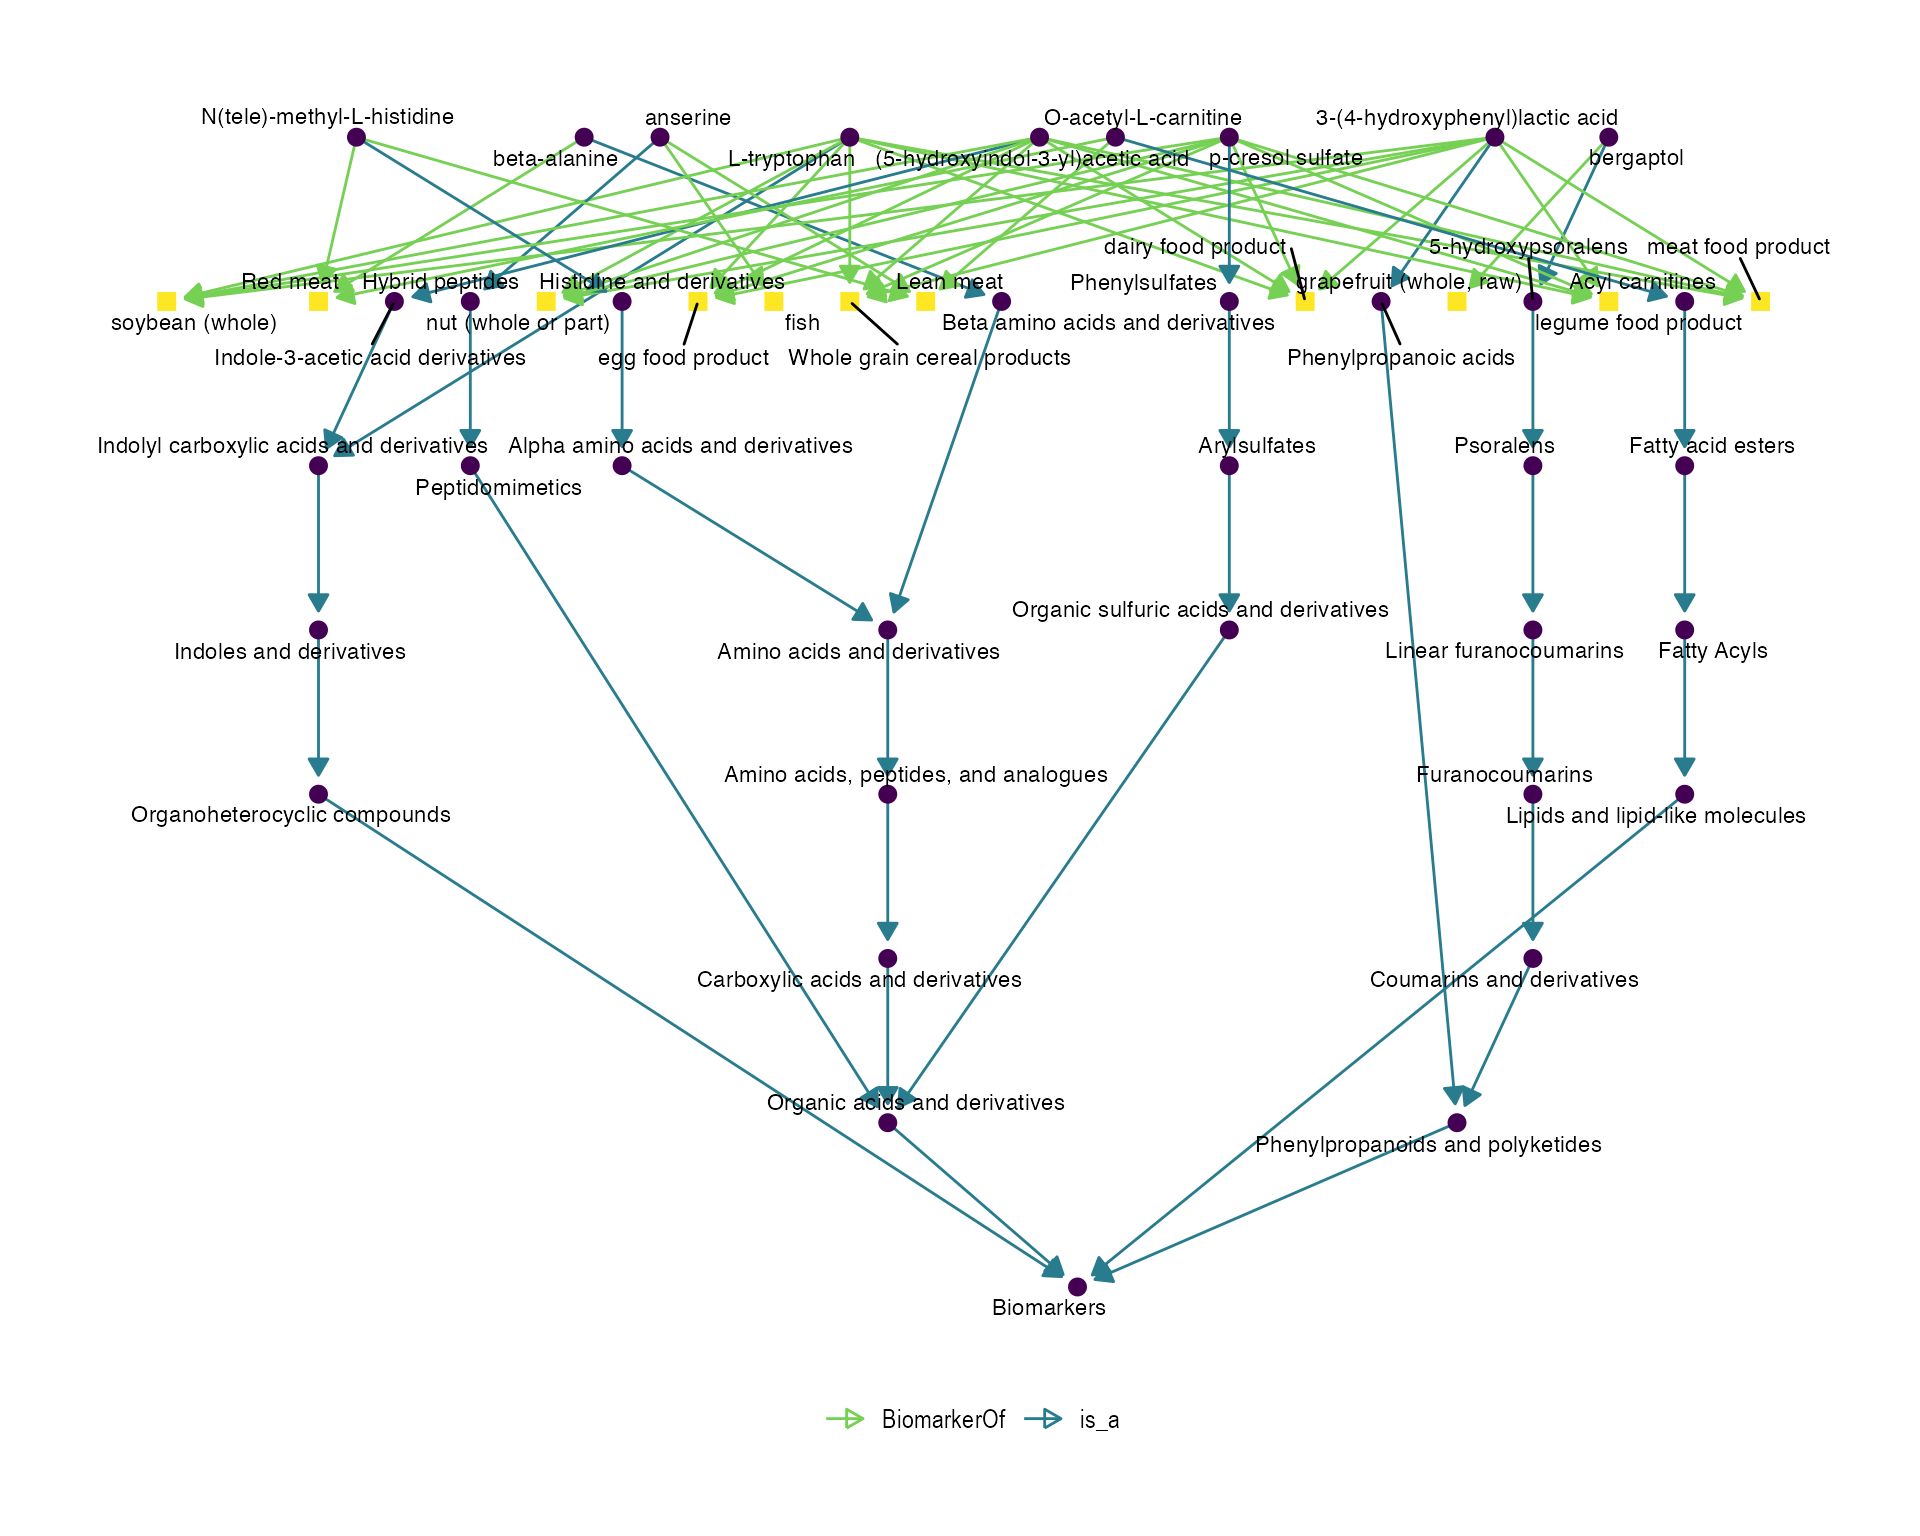 N(tele)-methyl-L-histidine
anserine
O-acetyl-L-carnitine
3-(4-hydroxyphenyl)lactic acid
beta-alanine
L-tryptophan
(5-hydroxyindol-3-yl)acetic acid
p-cresol sulfate
bergaptol
dairy food product
5-hydroxypsoralens
meat food product
Red meat
Hybrid peptides
Histidine and derivatives
Lean meat
Phenylsulfates
grapefruit (whole, raw)
Acyl carnitines
soybean (whole)
nut (whole or part)
fish
Beta amino acids and derivatives
legume food product
Indole-3-acetic acid derivatives
egg food product
Whole grain cereal products
Phenylpropanoic acids
Indolyl carboxylic acids and derivatives
Alpha amino acids and derivatives
Arylsulfates
Psoralens
Fatty acid esters
Peptidomimetics
Organic sulfuric acids and derivatives
Indoles and derivatives
Amino acids and derivatives
Linear furanocoumarins
Fatty Acyls
Amino acids, peptides, and analogues
Furanocoumarins
Organoheterocyclic compounds
Lipids and lipid-like molecules
Carboxylic acids and derivatives
Coumarins and derivatives
Organic acids and derivatives
Phenylpropanoids and polyketides
Biomarkers
BiomarkerOf
is_a